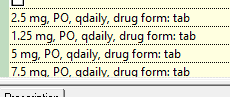 2.5 mg, PO, qdaily, drug form: tab
1.25 mg, PO, qdaily, drug form: tab
5 mg, PO, qdaily, drug form: tab
7.5 mg, PO, qdaily, drug form: tab